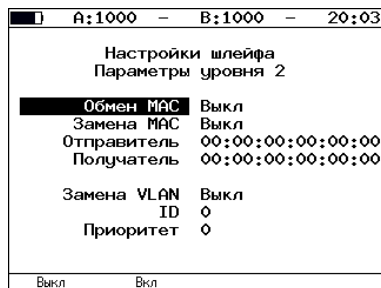 A:1000 – B:1000 – 20:03
Настройки шлейфа
Параметры уровня 2
Обмен MAC Выкл
Замена MAC Выкл
Отправитель 00:00:00:00:00:00
Получатель 00:00:00:00:00:00
Замена VLAN Выкл
ID 0
Приоритет 0
Выкл Вкл